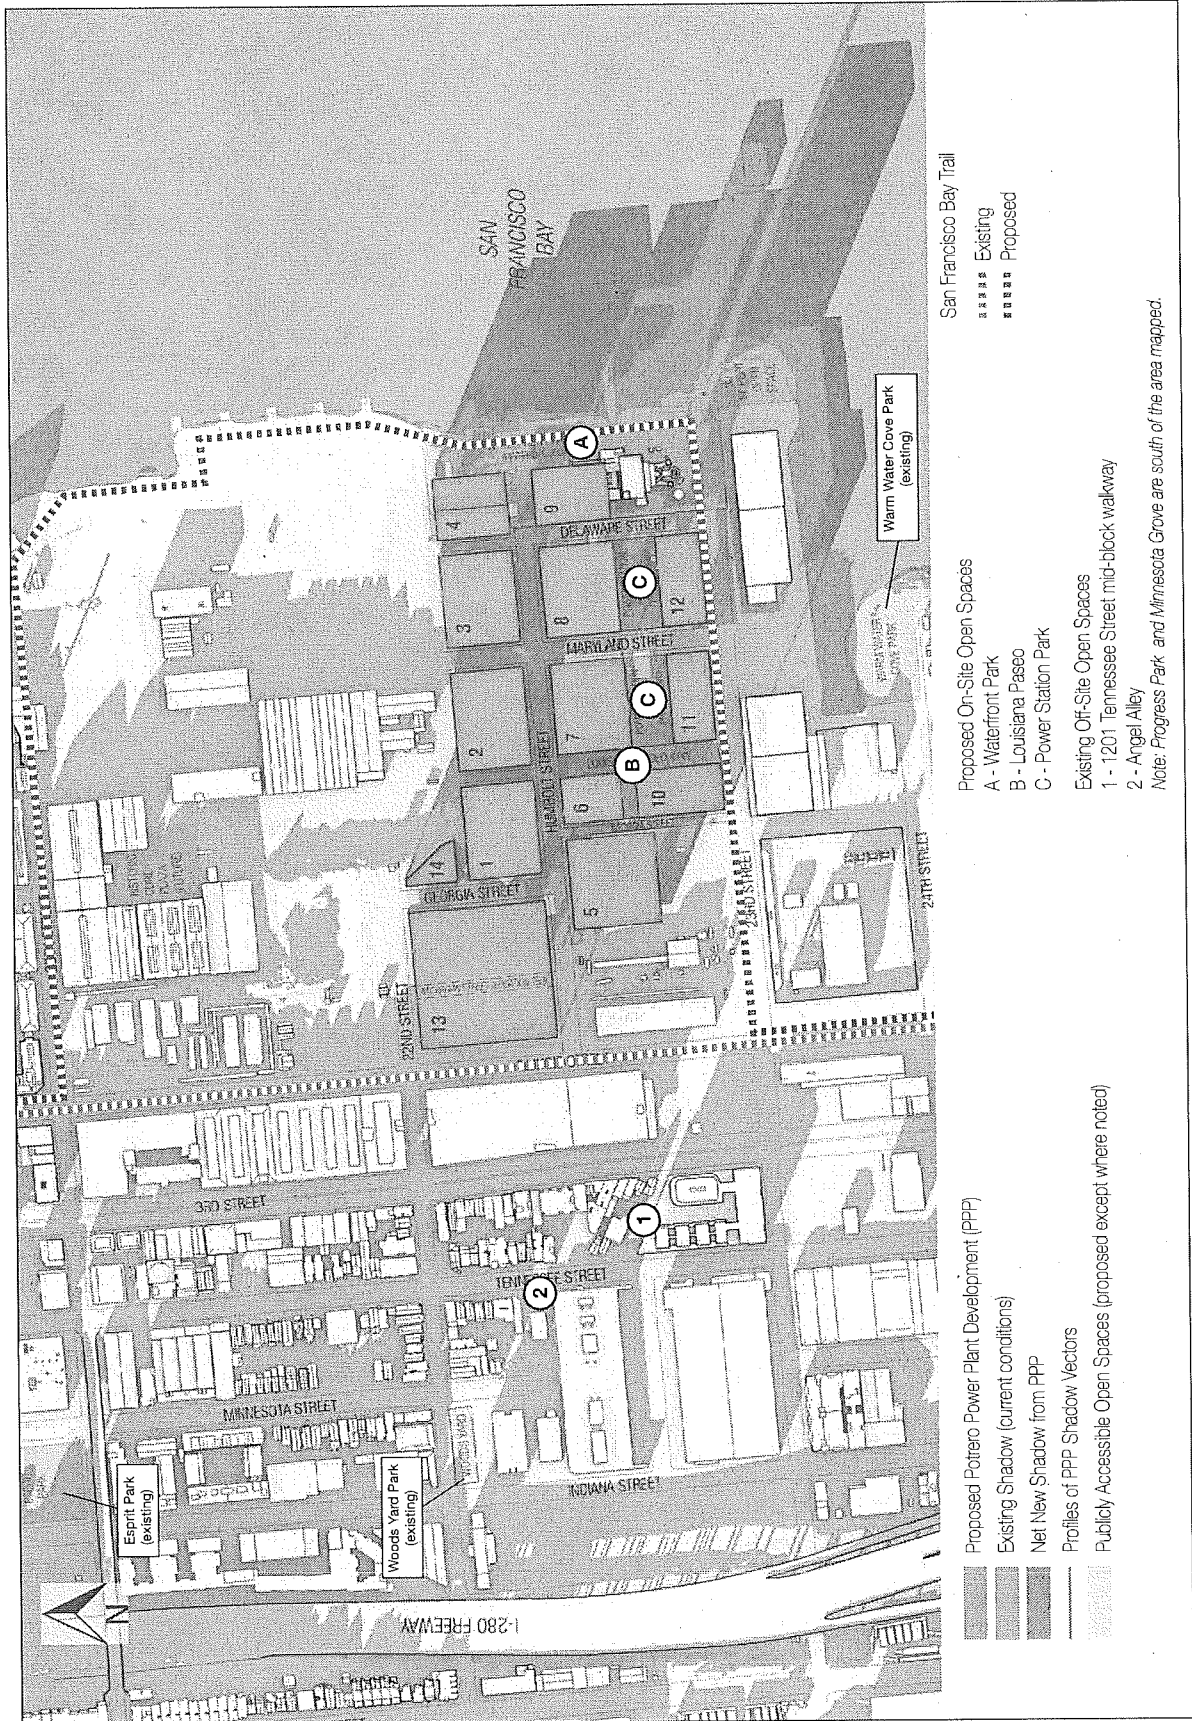 Esprit Park
(existing)
Woods Yard Park
(existing)
WOODS YARD
I-280 FREEWAY
INDIANA STREET
MINNESOTA STREET
TENNESSEE STREET
3RD STREET
22ND STREET
GEORGIA STREET
HUMBOLDT STREET
23RD STREET
24TH STREET
MARYLAND STREET
DELAWARE STREET
SAN
FRANCISCO
BAY
Warm Water Cove Park
(existing)
WARM WATER
COVE PARK
N
1
2
3
4
5
6
7
8
9
10
11
12
13
14
A
B
C
C
1
2
Proposed Potrero Power Plant Development (PPP)
Existing Shadow (current conditions)
Net New Shadow from PPP
Profiles of PPP Shadow Vectors
Publicly Accessible Open Spaces (proposed except where noted)
Proposed On-Site Open Spaces
A - Waterfront Park
B - Louisiana Paseo
C - Power Station Park
Existing Off-Site Open Spaces
1 - 1201 Tennessee Street mid-block walkway
2 - Angel Alley
Note: Progress Park and Minnesota Grove are south of the area mapped.
San Francisco Bay Trail
Existing
Proposed